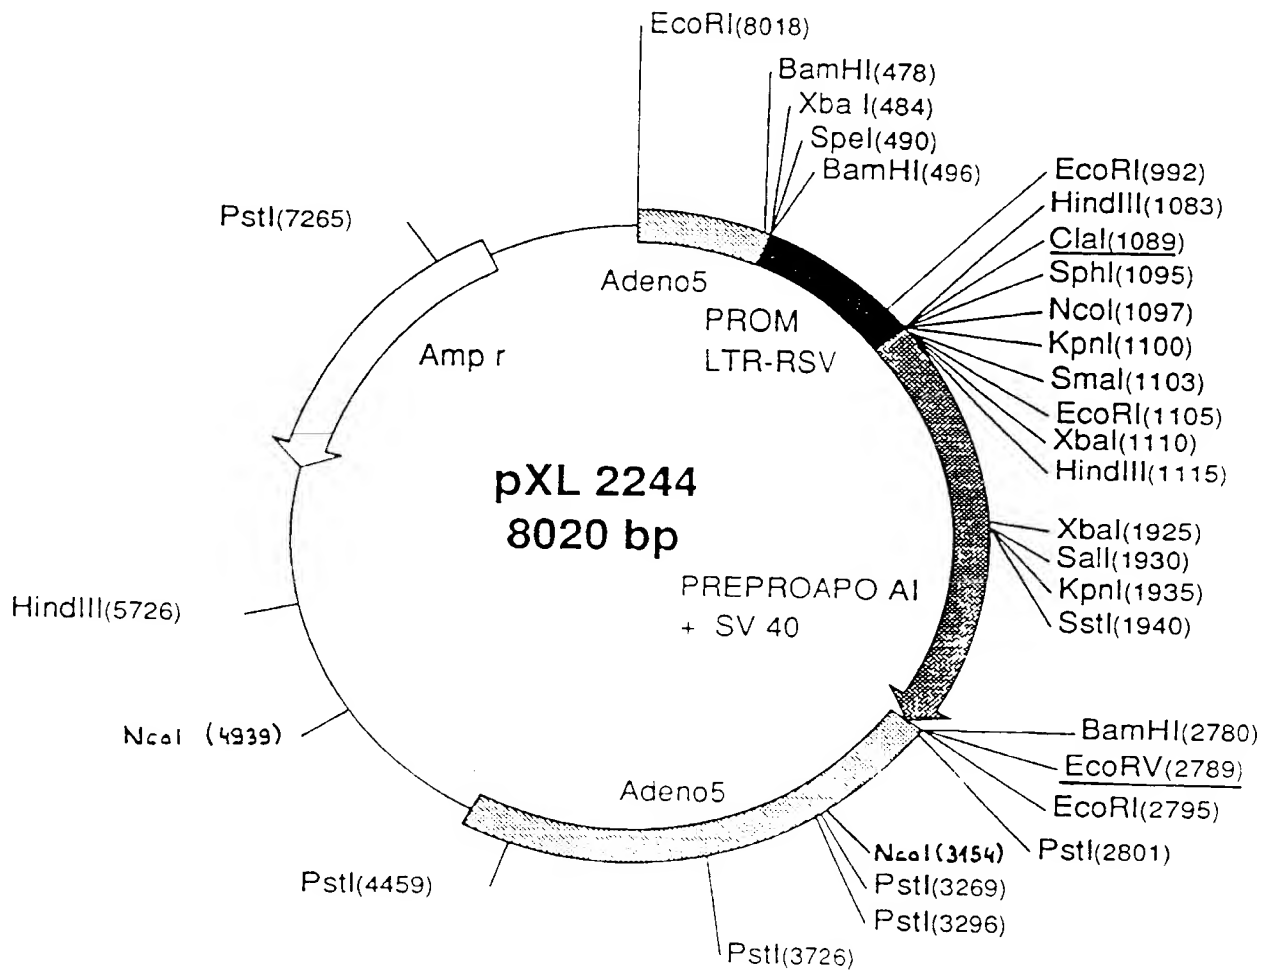 EcoRI(8018)
BamHI(478)
Xba I(484)
SpeI(490)
BamHI(496)
EcoRI(992)
HindIII(1083)
ClaI(1089)
SphI(1095)
NcoI(1097)
KpnI(1100)
SmaI(1103)
EcoRI(1105)
XbaI(1110)
HindIII(1115)
PstI(7265)
Adeno5
PROM
LTR-RSV
Amp r
pXL 2244
8020 bp
XbaI(1925)
SalI(1930)
KpnI(1935)
SstI(1940)
PREPROAPO AI
+ SV 40
HindIII(5726)
NcoI (4939)
BamHI(2780)
EcoRV(2789)
EcoRI(2795)
PstI(2801)
Adeno5
NcoI(3154)
PstI(3269)
PstI(3296)
PstI(4459)
PstI(3726)